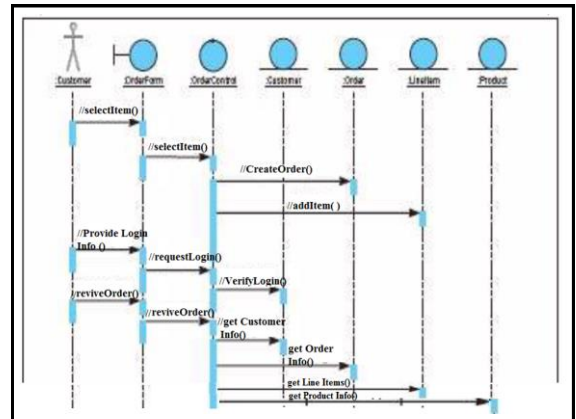 :Customer :OrderForm :OrderControl :Customer :Order :LineItem :Product
//selectItem()
//selectItem()
//CreateOrder()
//addItem( )
//Provide Login
Info ()
//requestLogin()
//VerifyLogin()
//reviveOrder()
//reviveOrder()
//get Customer
Info()
get Order
Info()
get Line Items()
get Product Info()